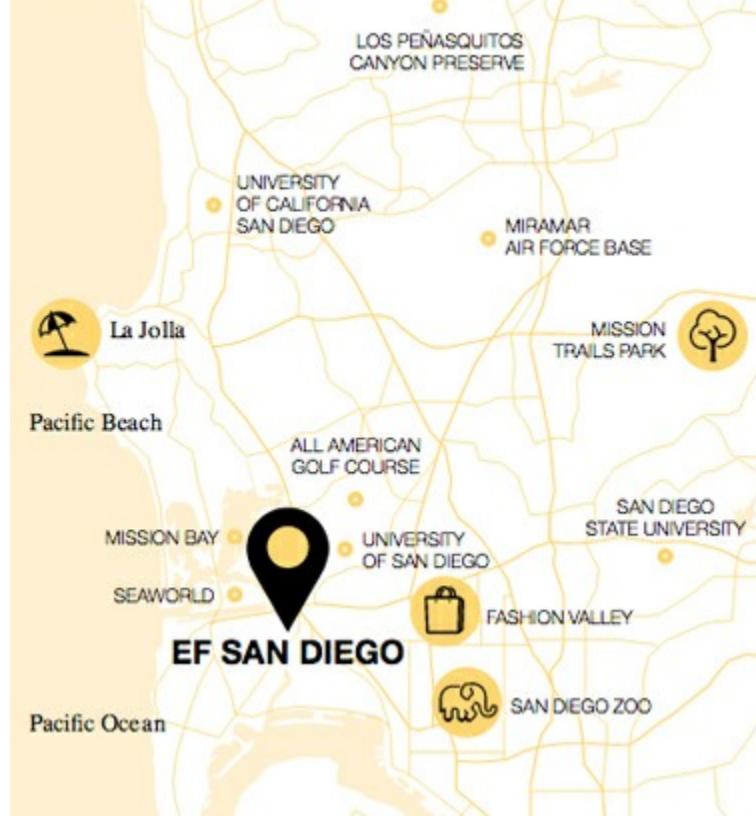 LOS PEÑASQUITOS
CANYON PRESERVE
UNIVERSITY
OF CALIFORNIA
SAN DIEGO
MIRAMAR
AIR FORCE BASE
La Jolla
MISSION
TRAILS PARK
Pacific Beach
ALL AMERICAN
GOLF COURSE
SAN DIEGO
STATE UNIVERSITY
MISSION BAY
UNIVERSITY
OF SAN DIEGO
SEAWORLD
FASHION VALLEY
EF SAN DIEGO
SAN DIEGO ZOO
Pacific Ocean